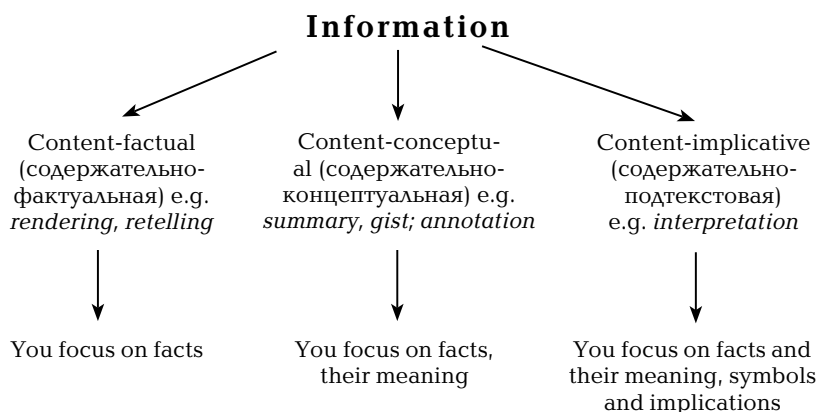 Information
Content-factual
(содержательно-
фактуальная) e.g.
rendering, retelling
Content-conceptu-
al (содержательно-
концептуальная) e.g.
summary, gist; annotation
Content-implicative
(содержательно-
подтекстовая)
e.g. interpretation
You focus on facts
You focus on facts,
their meaning
You focus on facts and
their meaning, symbols
and implications